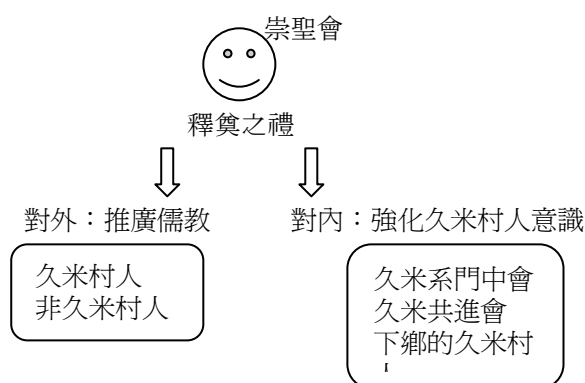 崇聖會
釋奠之禮
對外：推廣儒教
對內：強化久米村人意識
久米村人
非久米村人
久米系門中會
久米共進會
下鄉的久米村